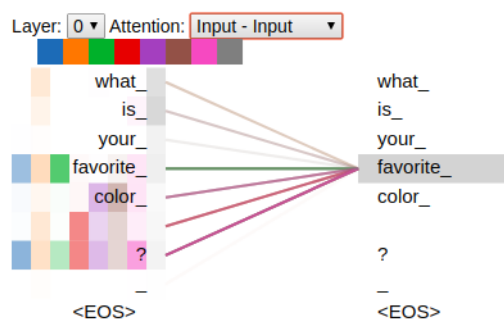 Layer: 0 Attention: Input - Input
what_ what_
is_ is_
your_ your_
favorite_ favorite_
color_ color_
? ?
_ _
<EOS> <EOS>